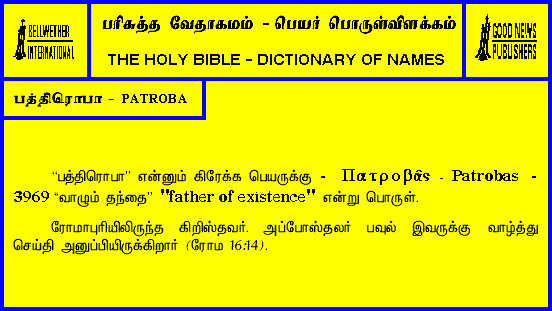 BELLWETHER
INTERNATIONAL
பரிசுத்த வேதாகமம் - பெயர் பொருள்விளக்கம்
THE HOLY BIBLE - DICTIONARY OF NAMES
GOOD NEWS
PUBLISHERS
பத்திரொபா - PATROBA
“பத்திரொபா” என்னும் கிரேக்க பெயருக்கு - Πατροβᾶς - Patrobas -
3969 “வாழும் தந்தை” "father of existence" என்று பொருள்.
ரோமாபுரியிலிருந்த கிறிஸ்தவர். அப்போஸ்தலர் பவுல் இவருக்கு வாழ்த்து
செய்தி அனுப்பியிருக்கிறார் (ரோம 16:14).